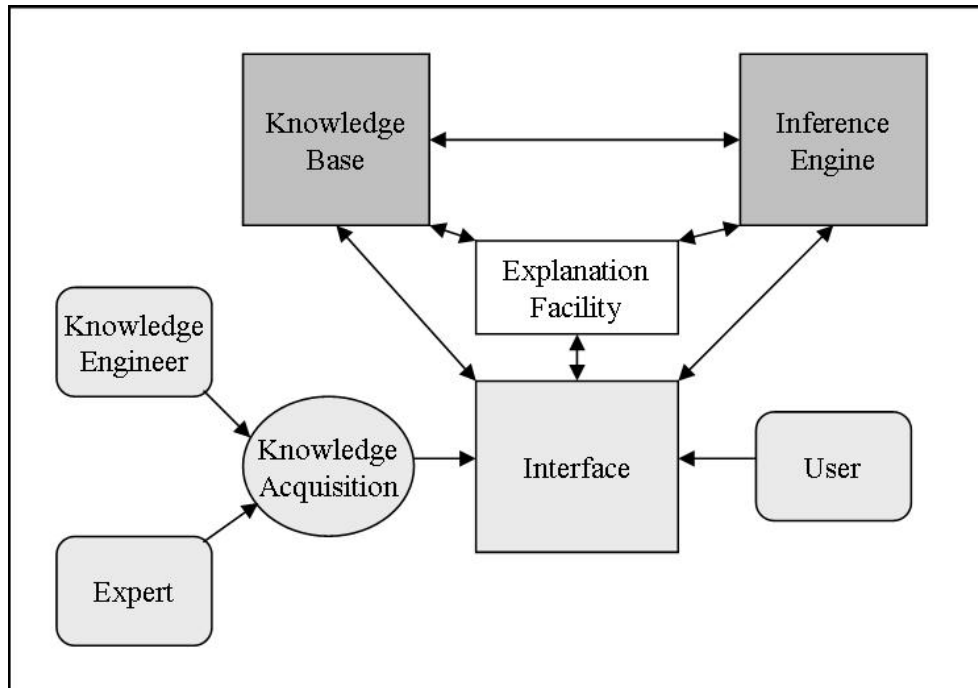 Knowledge
Base
Inference
Engine
Explanation
Facility
Knowledge
Engineer
Knowledge
Acquisition
Interface
User
Expert